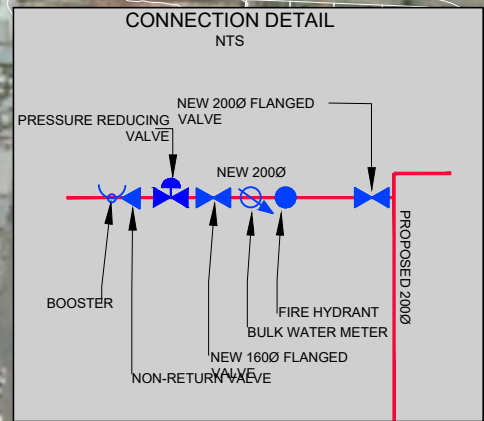 CONNECTION DETAIL
NTS
NEW 200Ø FLANGED
VALVE
PRESSURE REDUCING
VALVE
NEW 200Ø
PROPOSED 200Ø
BOOSTER
FIRE HYDRANT
BULK WATER METER
NEW 160Ø FLANGED
VALVE
NON-RETURN VALVE